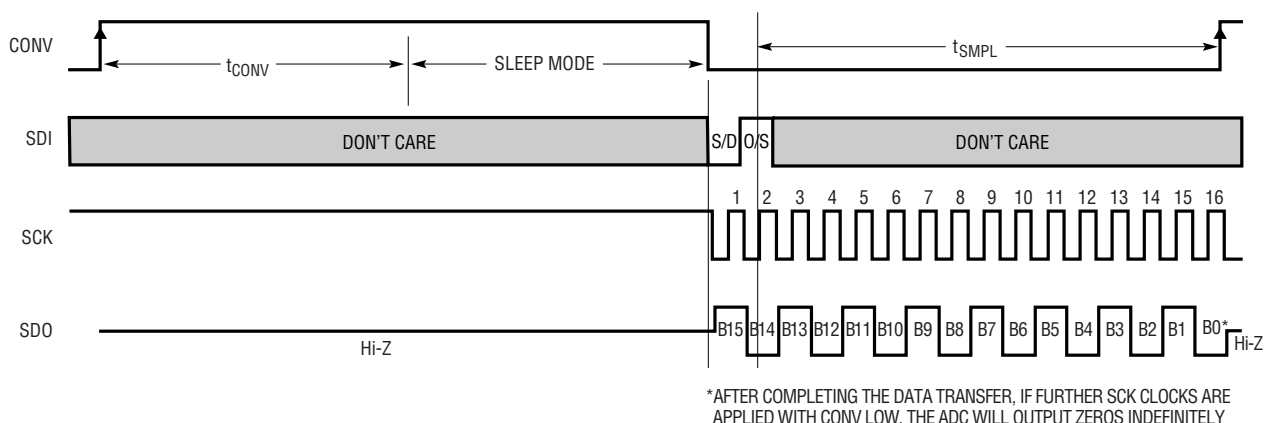 CONV
tCONV
SLEEP MODE
tSMPL
SDI
DON'T CARE
S/D
O/S
DON'T CARE
1 2 3 4 5 6 7 8 9 10 11 12 13 14 15 16
SCK
SDO
Hi-Z
B15 B14 B13 B12 B11 B10 B9 B8 B7 B6 B5 B4 B3 B2 B1 B0*
Hi-Z
*AFTER COMPLETING THE DATA TRANSFER, IF FURTHER SCK CLOCKS ARE
APPLIED WITH CONV LOW, THE ADC WILL OUTPUT ZEROS INDEFINITELY